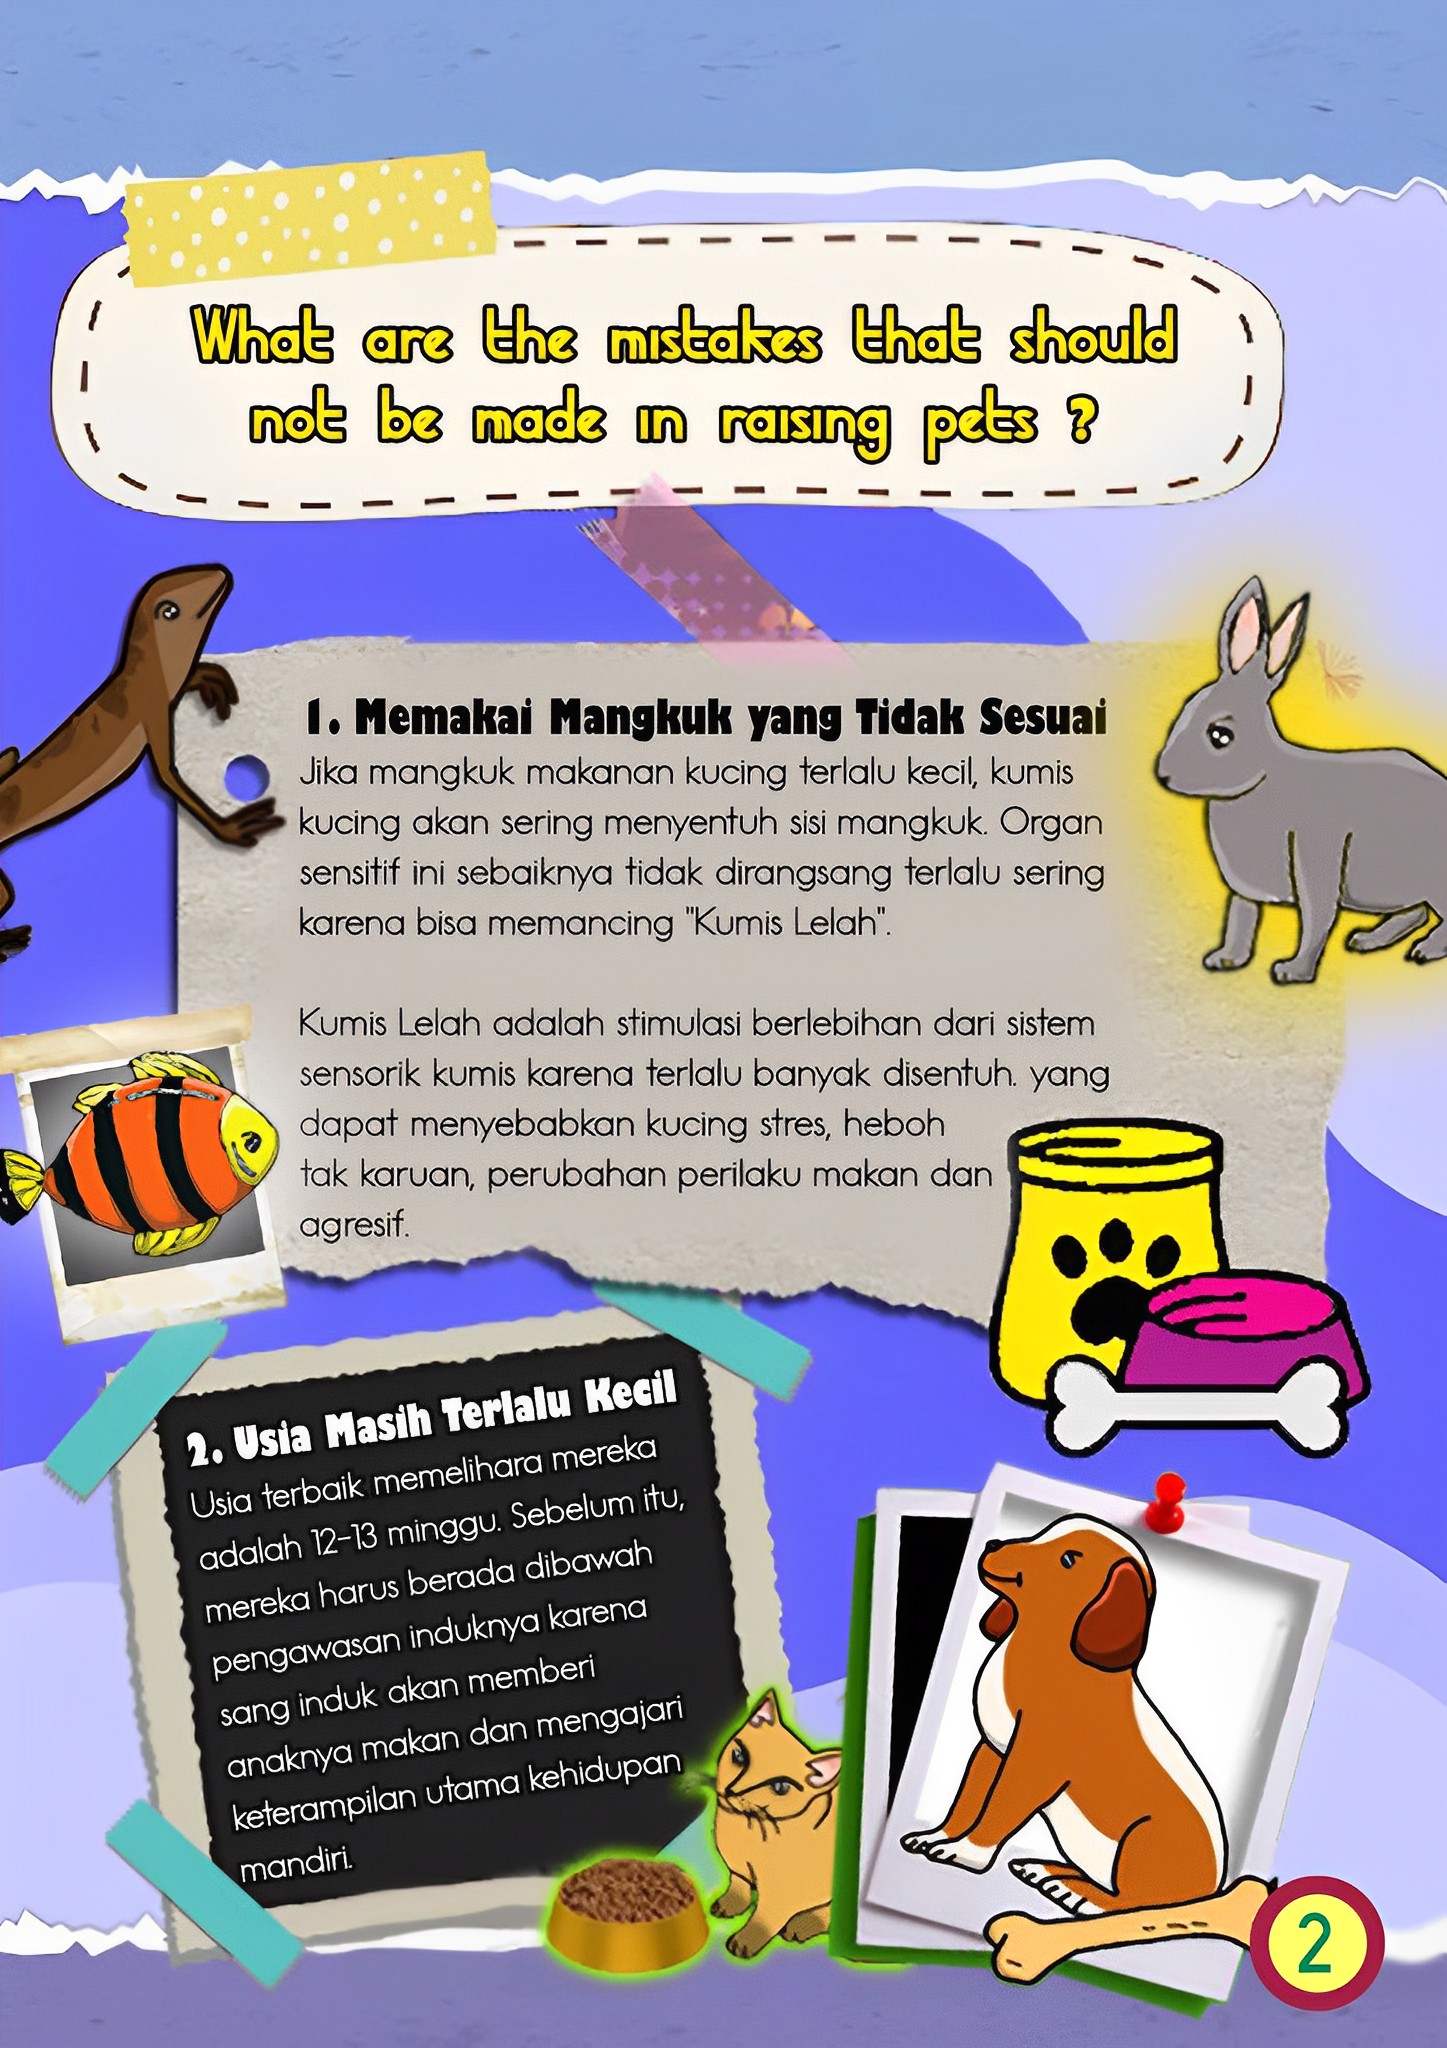 What are the mistakes that should
not be made in raising pets ?
1. Memakai Mangkuk yang Tidak Sesuai
Jika mangkuk makanan kucing terlalu kecil, kumis
kucing akan sering menyentuh sisi mangkuk. Organ
sensitif ini sebaiknya tidak dirangsang terlalu sering
karena bisa memancing "Kumis Lelah".
Kumis Lelah adalah stimulasi berlebihan dari sistem
sensorik kumis karena terlalu banyak disentuh. yang
dapat menyebabkan kucing stres, heboh
tak karuan, perubahan perilaku makan dan
agresif.
2. Usia Masih Terlalu Kecil
Usia terbaik memelihara mereka
adalah 12-13 minggu. Sebelum itu,
mereka harus berada dibawah
pengawasan induknya karena
sang induk akan memberi
anaknya makan dan mengajari
keterampilan utama kehidupan
mandiri.
2